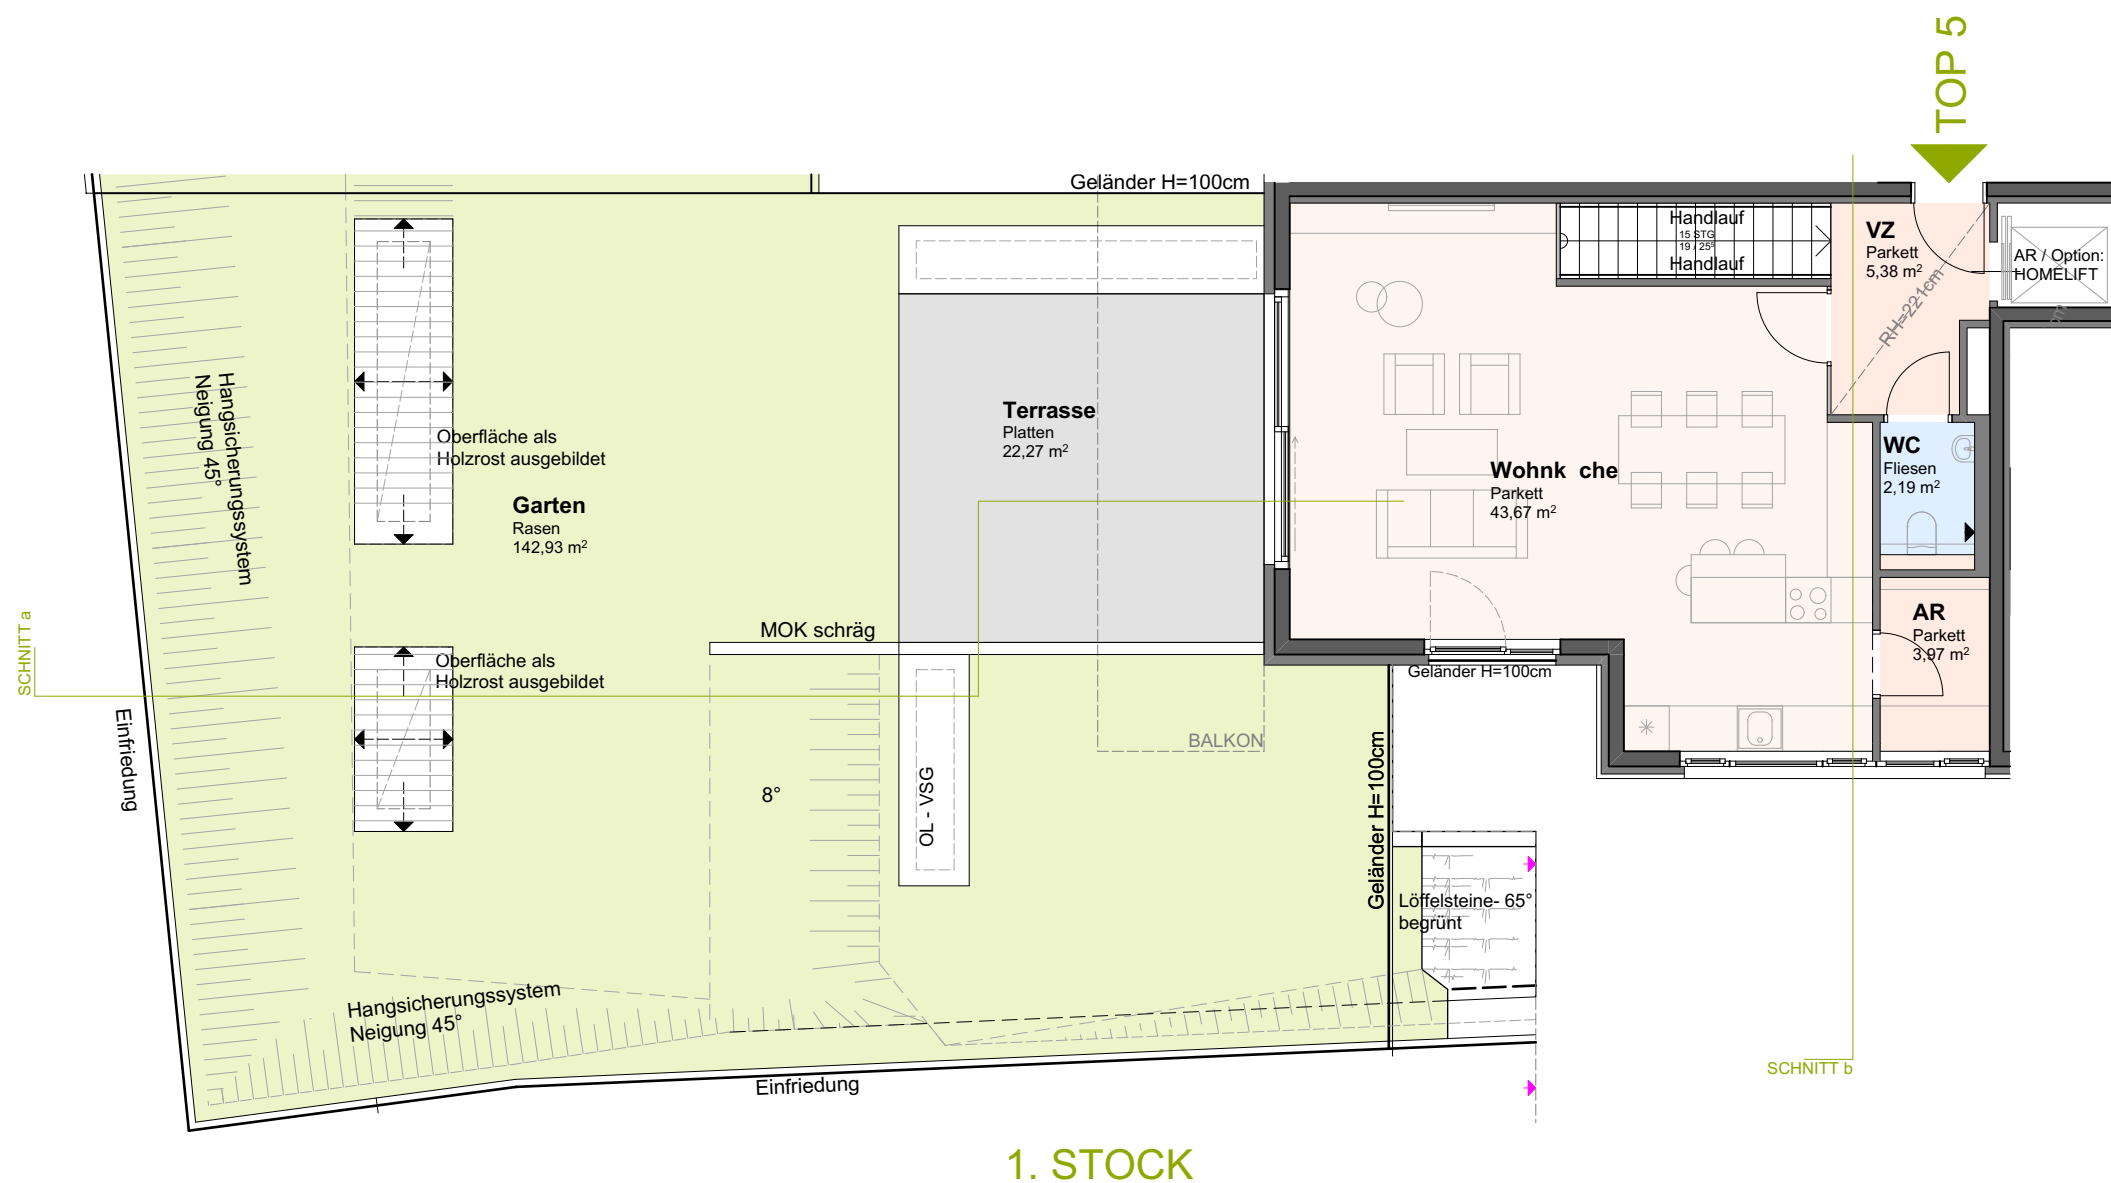 TOP 5
Geländer H=100cm
Handlauf
15 STG
19 / 25⁵
Handlauf
VZ
Parkett
5,38 m²
RH=221cm
AR / Option:
HOMELIFT
Hangsicherungssystem
Neigung 45°
Oberfläche als
Holzrost ausgebildet
Garten
Rasen
142,93 m²
Terrasse
Platten
22,27 m²
Wohnk che
Parkett
43,67 m²
WC
Fliesen
2,19 m²
AR
Parkett
3,97 m²
SCHNITT a
MOK schräg
Oberfläche als
Holzrost ausgebildet
Geländer H=100cm
Einfriedung
BALKON
8°
OL - VSG
Geländer H=100cm
Löffelsteine- 65°
begrünt
Hangsicherungssystem
Neigung 45°
Einfriedung
SCHNITT b
1. STOCK